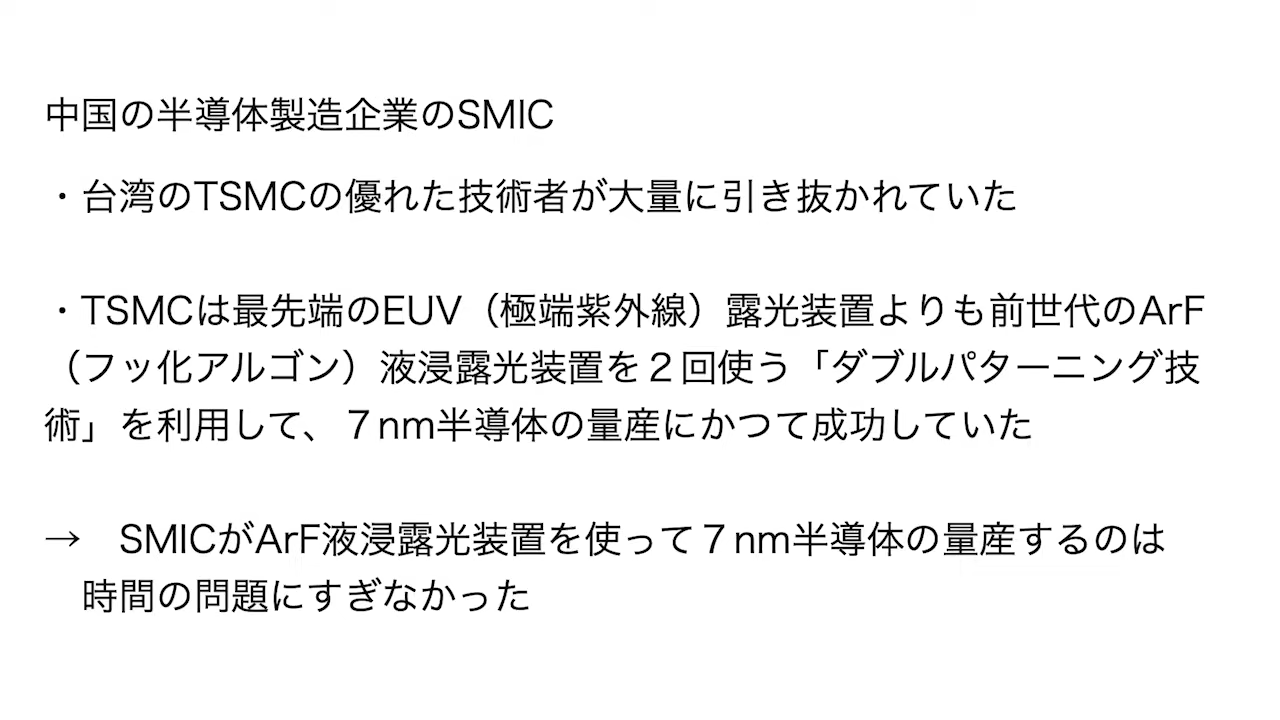 中国の半導体製造企業のSMIC
・台湾のTSMCの優れた技術者が大量に引き抜かれていた
・TSMCは最先端のEUV（極端紫外線）露光装置よりも前世代のArF
（フッ化アルゴン）液浸露光装置を２回使う「ダブルパターニング技
術」を利用して、７nm半導体の量産にかつて成功していた
→　SMICがArF液浸露光装置を使って７nm半導体の量産するのは
　時間の問題にすぎなかった